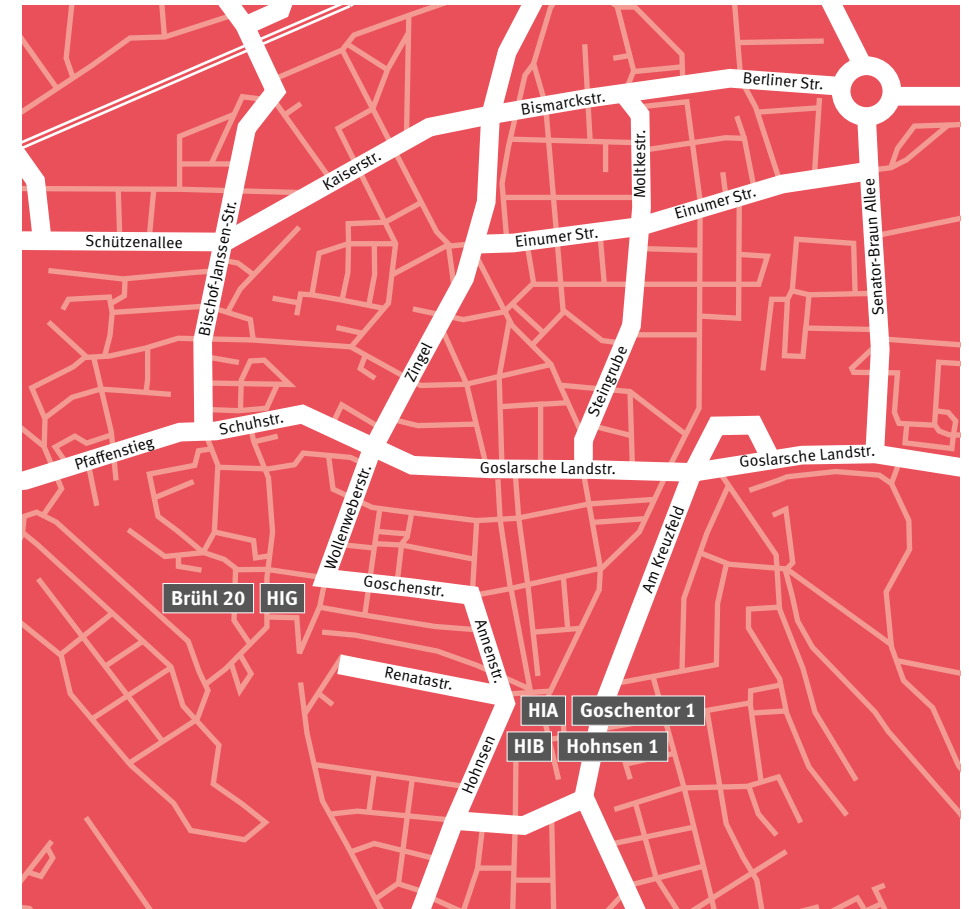 Berliner Str.
Bismarckstr.
Kaiserstr.
Moltkestr.
Einumer Str.
Einumer Str.
Schützenallee
Bischof-Janssen-Str.
Senator-Braun Allee
Zingel
Steingrube
Schuhstr.
Pfaffenstieg
Goslarsche Landstr.
Goslarsche Landstr.
Wollenweberstr.
Am Kreuzfeld
Goschenstr.
Brühl 20 HIG
Annenstr.
Renatastr.
HIA Goschentor 1
HIB Hohnsen 1
Hohnsen